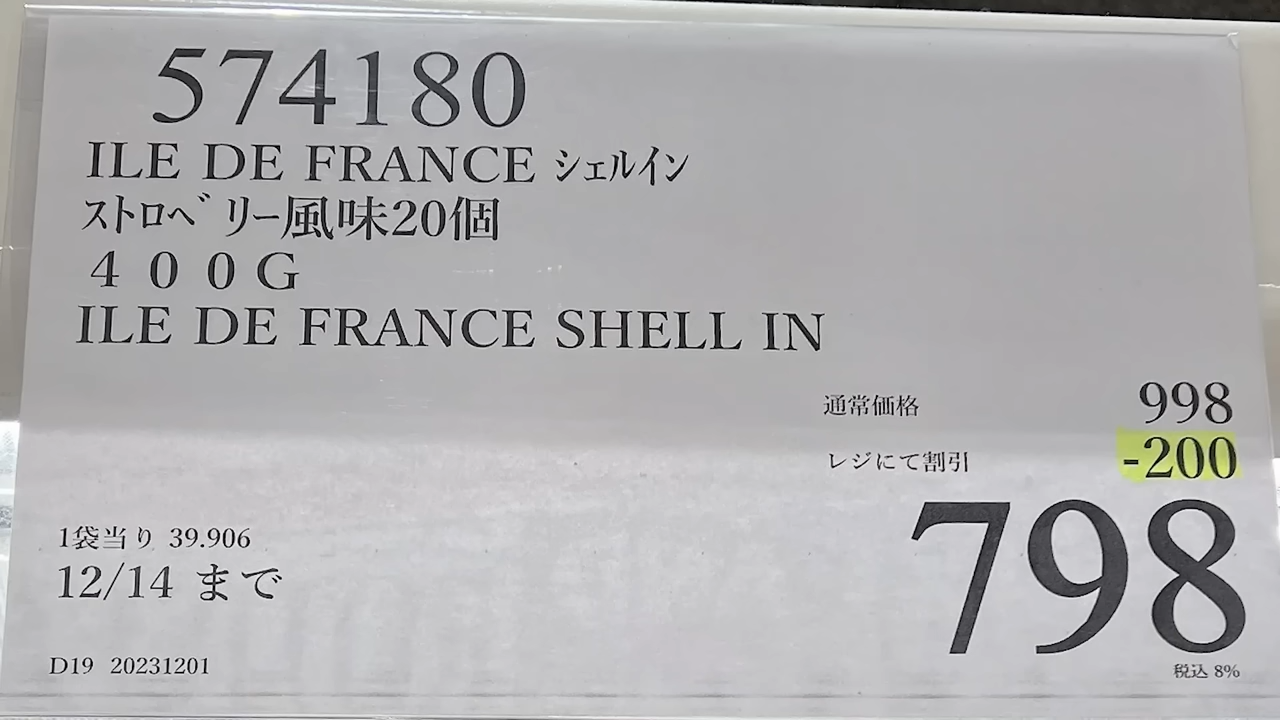 574180
ILE DE FRANCE シェルイン
ストロベリー風味20個
４００G
ILE DE FRANCE SHELL IN
通常価格 998
レジにて割引 -200
798
税込 8%
1袋当り 39.906
12/14 まで
D19 20231201